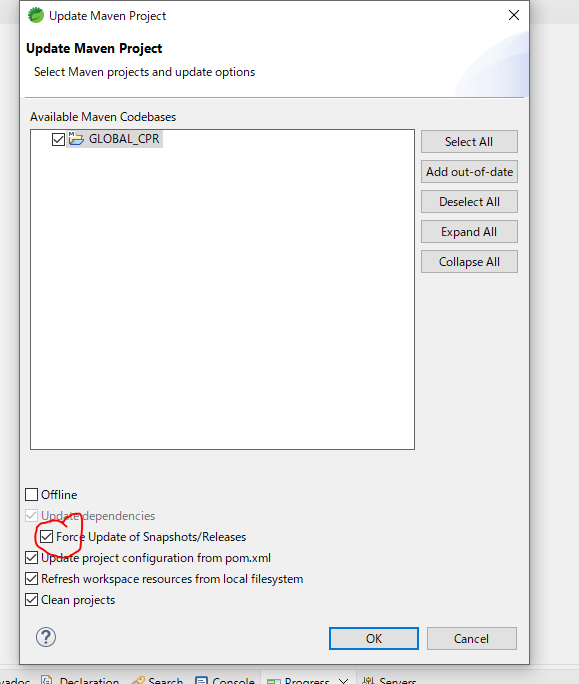 Update Maven Project
Update Maven Project
Select Maven projects and update options
Available Maven Codebases
GLOBAL_CPR
Select All
Add out-of-date
Deselect All
Expand All
Collapse All
Offline
Update dependencies
Force Update of Snapshots/Releases
Update project configuration from pom.xml
Refresh workspace resources from local filesystem
Clean projects
OK
Cancel
Declaration Search Console Progress Servers